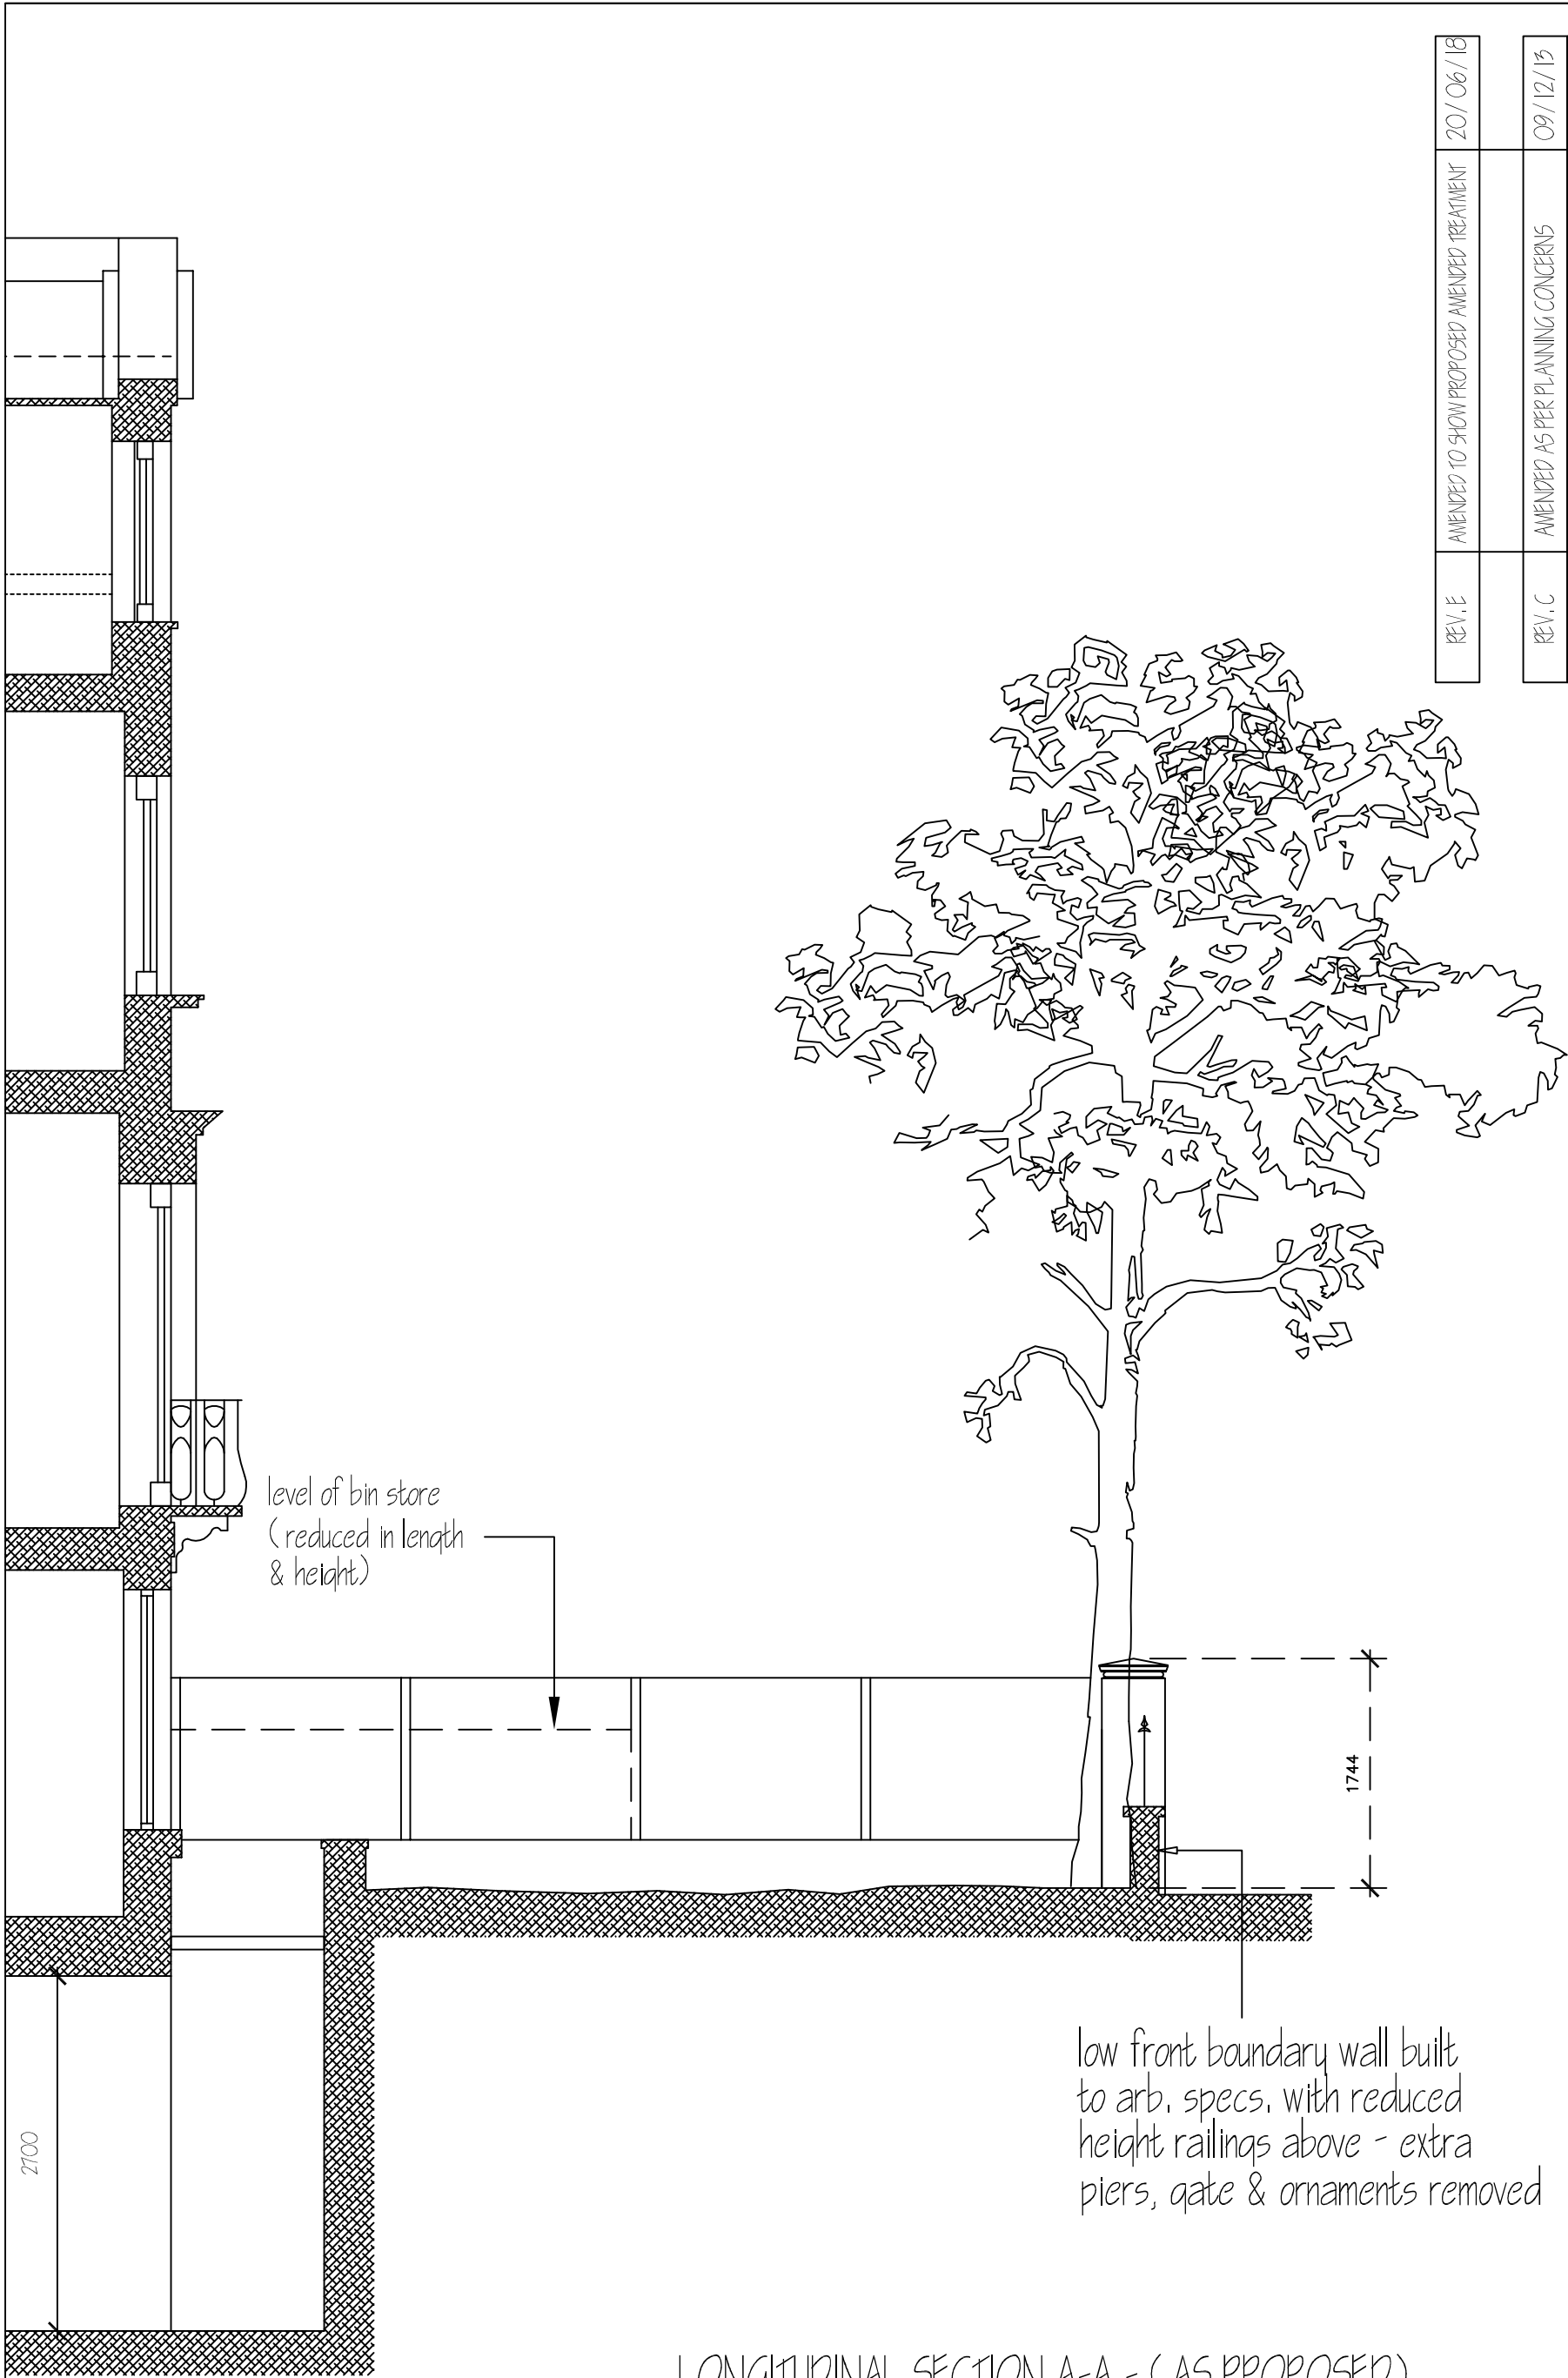 REV. E AMENDED TO SHOW PROPOSED AMENDED TREATMENT 20/06/18
REV. C AMENDED AS PER PLANNING CONCERNS 09/12/13
level of bin store
( reduced in length
& height)
1744
low front boundary wall built
to arb. specs. with reduced
height railings above - extra
piers, gate & ornaments removed
2700
LONGITUDINAL SECTION A-A - ( AS PROPOSED)